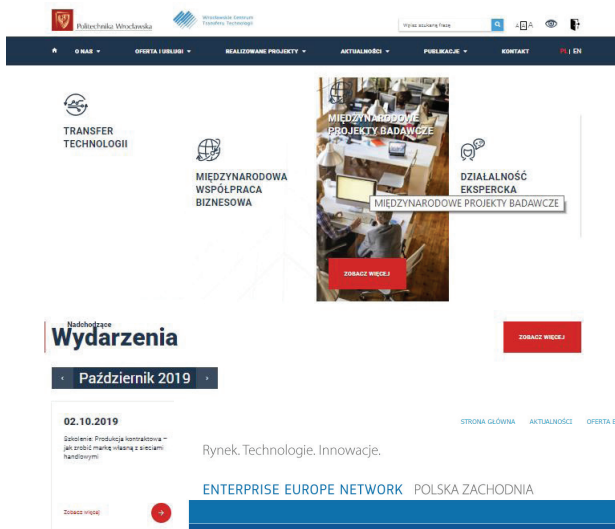 Politechnika Wrocławska
Wrocławskie Centrum
Transferu Technologii
Wpisz szukaną frazę
A A A
O NAS
OFERTA I USŁUGI
REALIZOWANE PROJEKTY
AKTUALNOŚCI
PUBLIKACJE
KONTAKT
PL | EN
TRANSFER
TECHNOLOGII
MIĘDZYNARODOWA
WSPÓŁPRACA
BIZNESOWA
MIĘDZYNARODOWE
PROJEKTY BADAWCZE
ZOBACZ WIĘCEJ
DZIAŁALNOŚĆ
EKSPERCKA
MIĘDZYNARODOWE PROJEKTY BADAWCZE
Nadchodzące
Wydarzenia
ZOBACZ WIĘCEJ
Październik 2019
02.10.2019
Szkolenie: Produkcja kontraktowa –
jak zrobić markę własną z sieciami
handlowymi
Zobacz więcej
STRONA GŁÓWNA AKTUALNOŚCI OFERTA E
Rynek. Technologie. Innowacje.
ENTERPRISE EUROPE NETWORK POLSKA ZACHODNIA